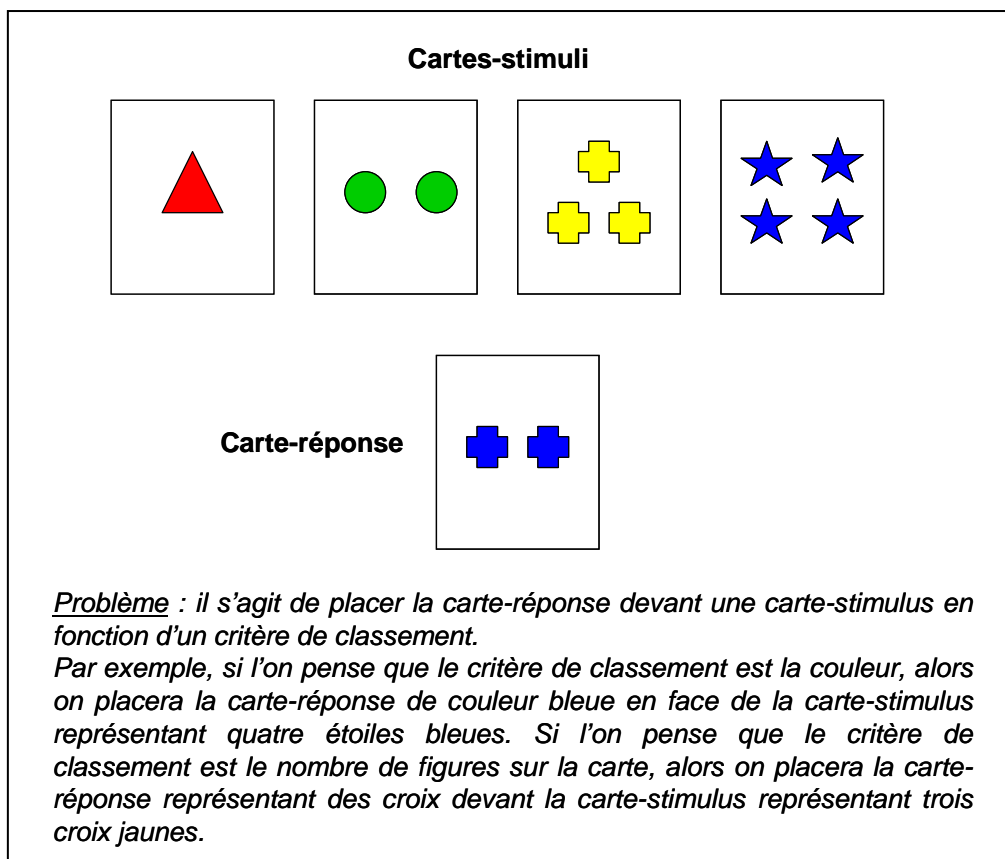 Cartes-stimuli
Carte-réponse
Problème : il s’agit de placer la carte-réponse devant une carte-stimulus en
fonction d’un critère de classement.
Par exemple, si l’on pense que le critère de classement est la couleur, alors
on placera la carte-réponse de couleur bleue en face de la carte-stimulus
représentant quatre étoiles bleues. Si l’on pense que le critère de
classement est le nombre de figures sur la carte, alors on placera la carte-
réponse représentant des croix devant la carte-stimulus représentant trois
croix jaunes.